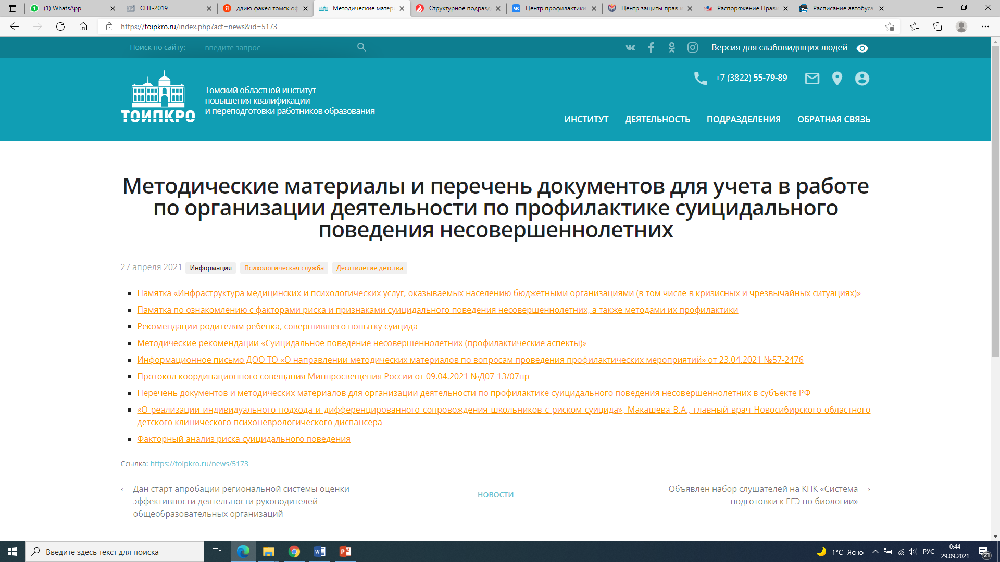 (1) WhatsApp
СПТ-2019
ддию факел томск оф
Методические матер
Структурное подразд
Центр профилактики
Центр защиты прав и
Распоряжение Прави
Расписание автобуса
https://toipkro.ru/index.php?act=news&id=5173
Поиск по сайту:
введите запрос
Версия для слабовидящих людей
+7 (3822) 55-79-89
ТОИПКРО
Томский областной институт
повышения квалификации
и переподготовки работников образования
ИНСТИТУТ
ДЕЯТЕЛЬНОСТЬ
ПОДРАЗДЕЛЕНИЯ
ОБРАТНАЯ СВЯЗЬ
Методические материалы и перечень документов для учета в работе
по организации деятельности по профилактике суицидального
поведения несовершеннолетних
27 апреля 2021 Информация Психологическая служба Десятилетие детства
Памятка «Инфраструктура медицинских и психологических услуг, оказываемых населению бюджетными организациями (в том числе в кризисных и чрезвычайных ситуациях)»
Памятка по ознакомлению с факторами риска и признаками суицидального поведения несовершеннолетних, а также методами их профилактики
Рекомендации родителям ребенка, совершившего попытку суицида
Методические рекомендации «Суицидальное поведение несовершеннолетних (профилактические аспекты)»
Информационное письмо ДОО ТО «О направлении методических материалов по вопросам проведения профилактических мероприятий» от 23.04.2021 №57-2476
Протокол координационного совещания Минпросвещения России от 09.04.2021 №Д07-13/07пр
Перечень документов и методических материалов для организации деятельности по профилактике суицидального поведения несовершеннолетних в субъекте РФ
«О реализации индивидуального подхода и дифференцированного сопровождения школьников с риском суицида», Макашева В.А., главный врач Новосибирского областного
детского клинического психоневрологического диспансера
Факторный анализ риска суицидального поведения
Ссылка: https://toipkro.ru/news/5173
← Дан старт апробации региональной системы оценки
эффективности деятельности руководителей
общеобразовательных организаций
НОВОСТИ
Объявлен набор слушателей на КПК «Система →
подготовки к ЕГЭ по биологии»
Введите здесь текст для поиска
1°C Ясно
РУС
0:44
29.09.2021
21